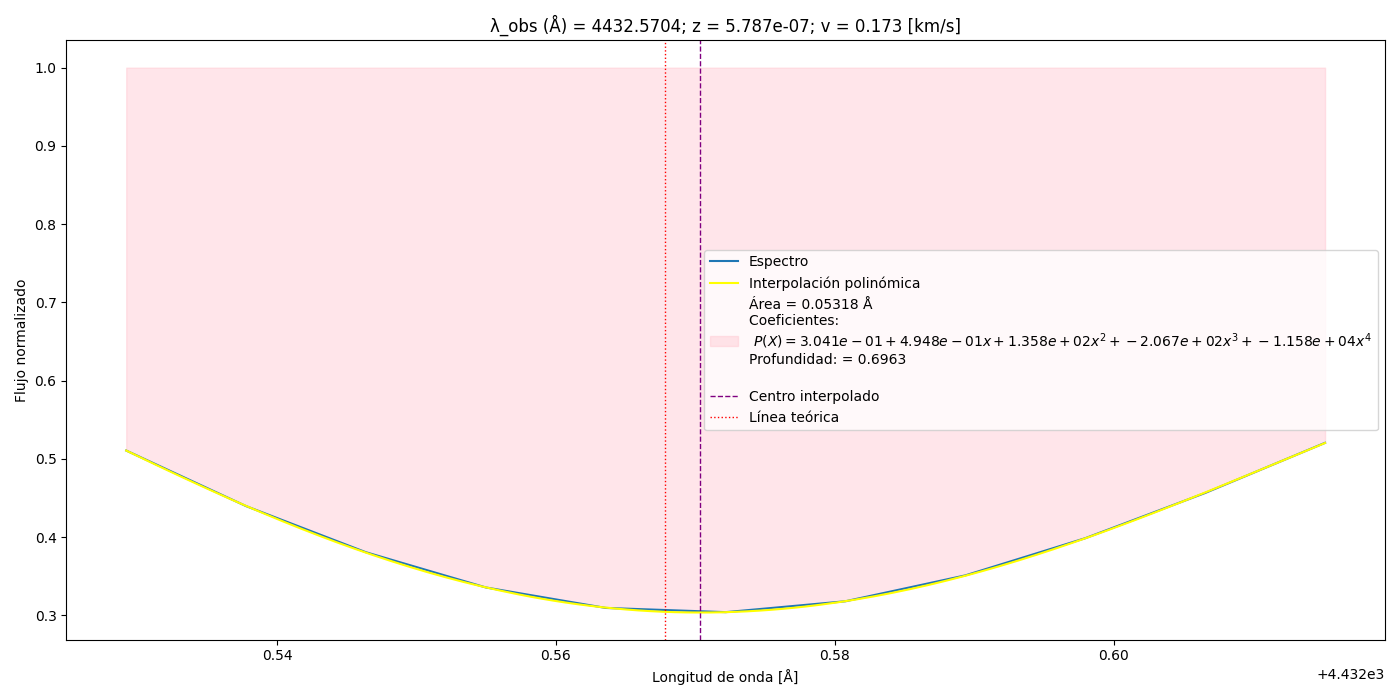 λ_obs (Å) = 4432.5704; z = 5.787e-07; v = 0.173 [km/s]
Flujo normalizado
1.0
0.9
0.8
0.7
0.6
0.5
0.4
0.3
Espectro
Interpolación polinómica
Área = 0.05318 Å
Coeficientes:
P(X) = 3.041e − 01 + 4.948e − 01x + 1.358e + 02x² + −2.067e + 02x³ + −1.158e + 04x⁴
Profundidad: = 0.6963
Centro interpolado
Línea teórica
0.54 0.56 0.58 0.60
Longitud de onda [Å]
+4.432e3